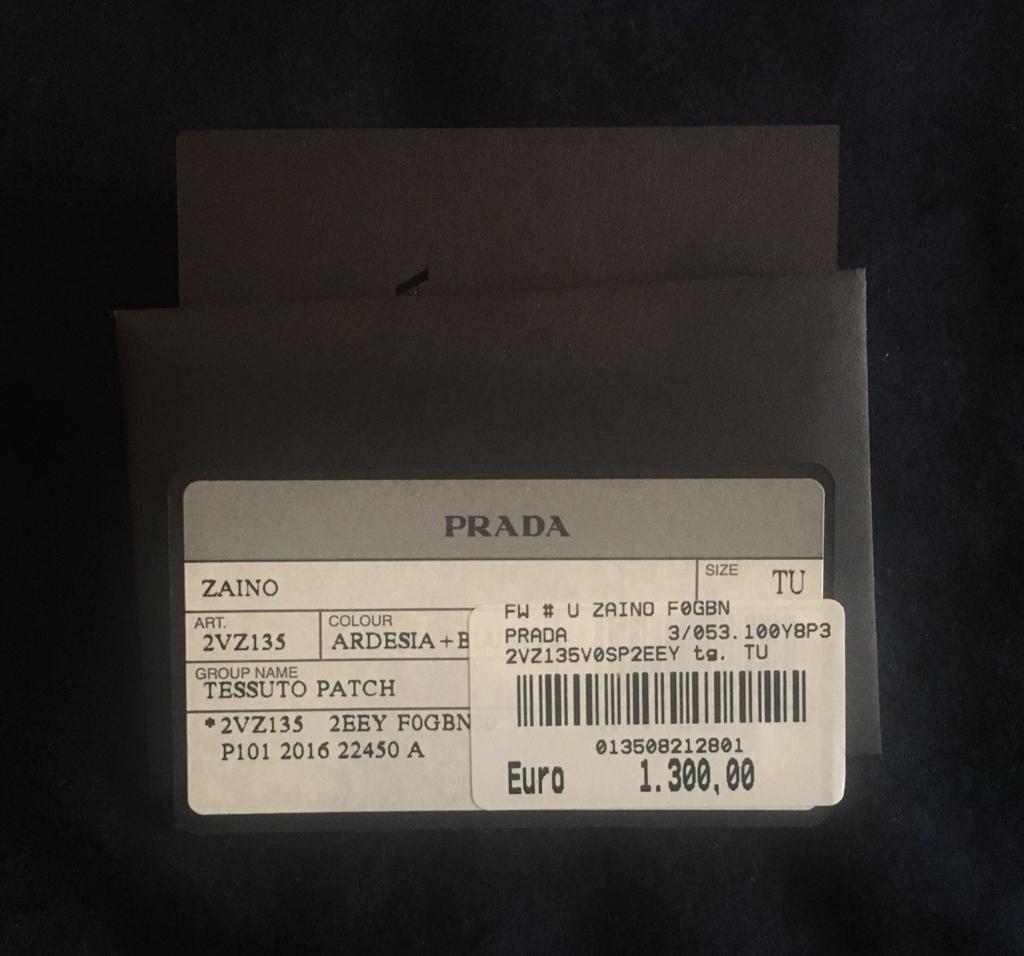 PRADA
ZAINO
SIZE TU
ART. 2VZ135
COLOUR ARDESIA+B
GROUP NAME
TESSUTO PATCH
*2VZ135 2EEY F0GBN
P101 2016 22450 A
FW # U ZAINO F0GBN
PRADA 3/053.100Y8P3
2VZ135V0SP2EEY tg. TU
013508212801
Euro 1.300,00